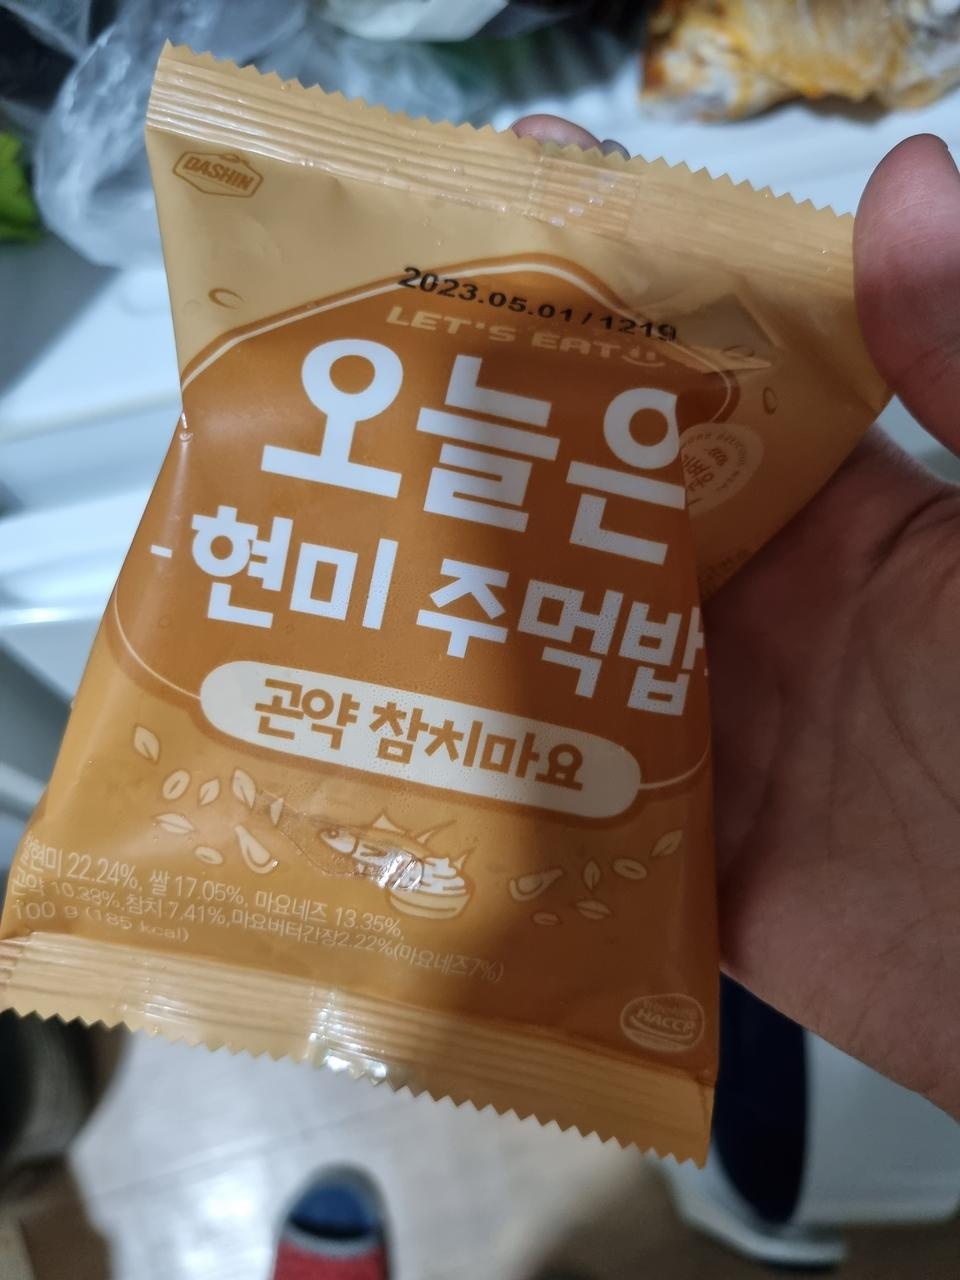 DASHIN
2023.05.01/1219
LET'S EAT
오늘은
현미 주먹밥
곤약 참치마요
찰현미 22.24%, 쌀 17.05%, 마요네즈 13.35%,
곤약 10.38%,참치 7.41%,마요버터간장2.22%(마요네즈7%)
100 g (185 kcal)
HACCP